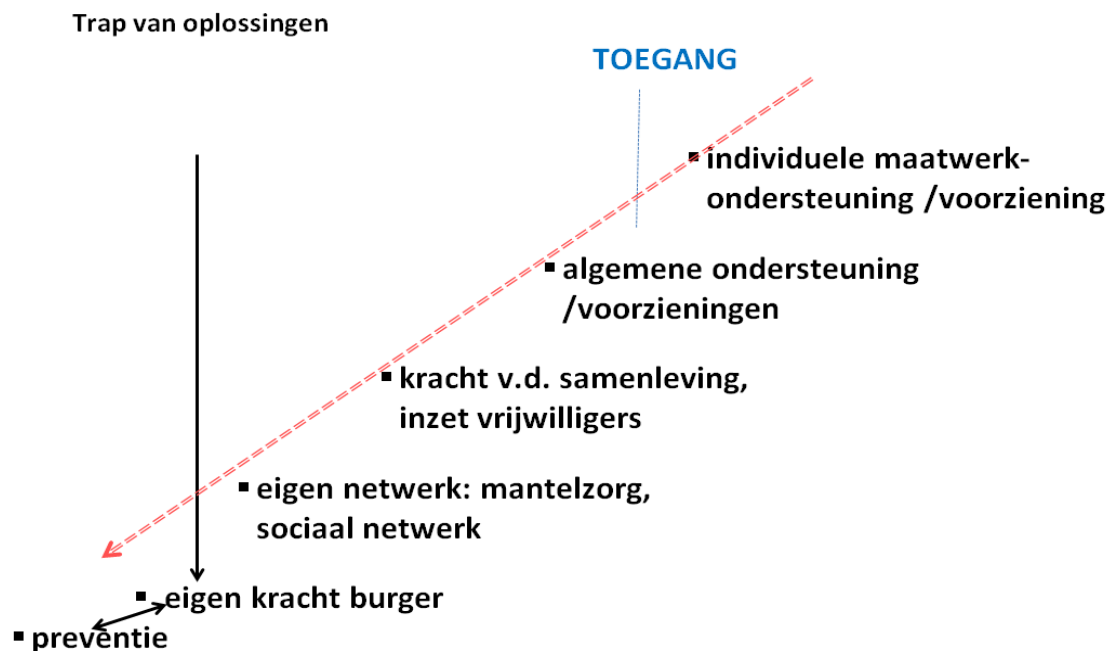 Trap van oplossingen
TOEGANG
▪ individuele maatwerk-
ondersteuning /voorziening
▪ algemene ondersteuning
/voorzieningen
▪ kracht v.d. samenleving,
inzet vrijwilligers
▪ eigen netwerk: mantelzorg,
sociaal netwerk
▪ eigen kracht burger
▪ preventie